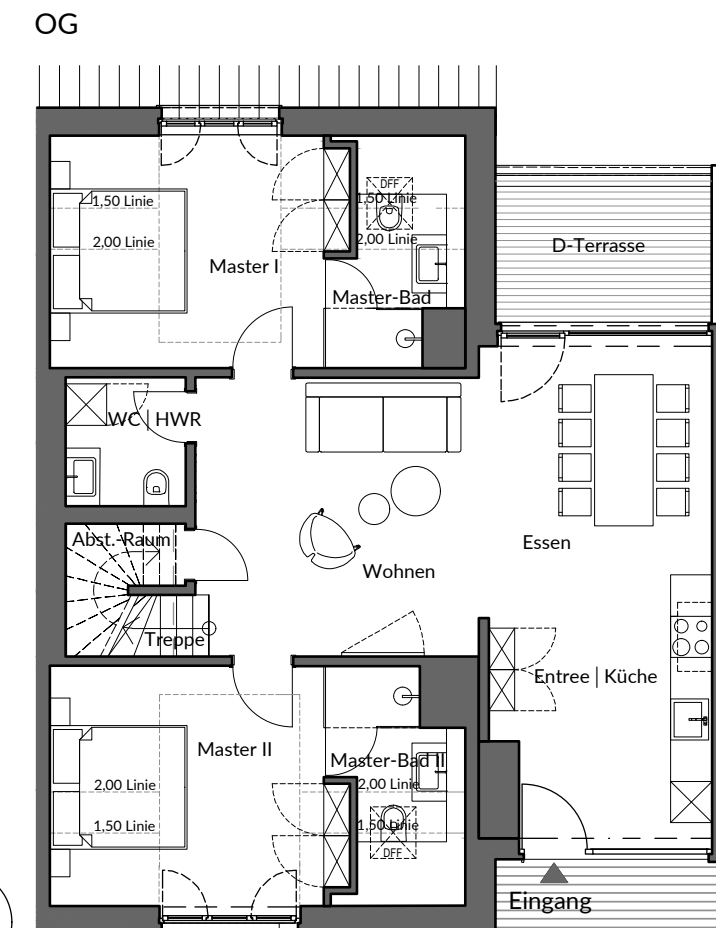 OG
DFF
1,50 Linie
1,50 Linie
2,00 Linie
2,00 Linie
D-Terrasse
Master I
Master-Bad
WC | HWR
Abst.-Raum
Essen
Wohnen
Treppe
Entree | Küche
Master II
Master-Bad II
2,00 Linie
2,00 Linie
1,50 Linie
1,50 Linie
DFF
Eingang